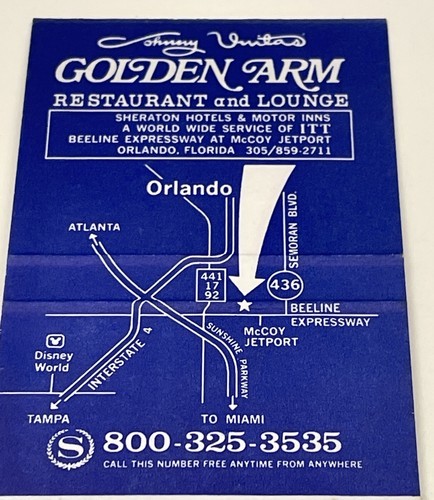 Johnny Unitas
GOLDEN ARM
RESTAURANT and LOUNGE
SHERATON HOTELS & MOTOR INNS
A WORLD WIDE SERVICE OF ITT
BEELINE EXPRESSWAY AT McCOY JETPORT
ORLANDO, FLORIDA 305/859-2711
Orlando
SEMORAN BLVD.
ATLANTA
441
17
92
436
BEELINE
EXPRESSWAY
McCOY
JETPORT
Disney
World
INTERSTATE 4
SUNSHINE PARKWAY
TAMPA
TO MIAMI
S 800-325-3535
CALL THIS NUMBER FREE ANYTIME FROM ANYWHERE